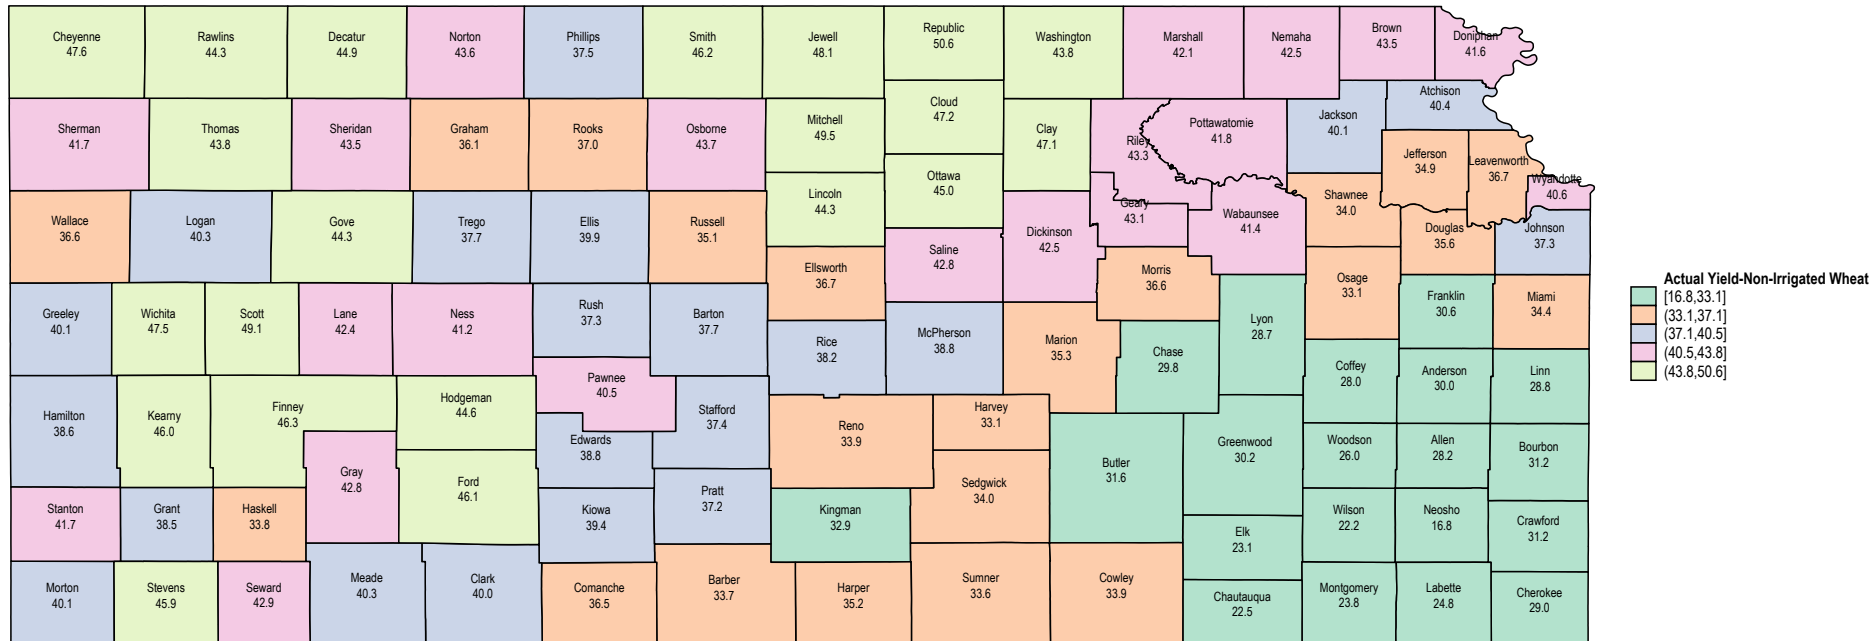 Cheyenne
47.6
Rawlins
44.3
Decatur
44.9
Norton
43.6
Phillips
37.5
Smith
46.2
Jewell
48.1
Republic
50.6
Washington
43.8
Marshall
42.1
Nemaha
42.5
Brown
43.5
Doniphan
41.6
Atchison
40.4
Sherman
41.7
Thomas
43.8
Sheridan
43.5
Graham
36.1
Rooks
37.0
Osborne
43.7
Mitchell
49.5
Cloud
47.2
Clay
47.1
Riley
43.3
Pottawatomie
41.8
Jackson
40.1
Jefferson
34.9
Leavenworth
36.7
Wyandotte
40.6
Wallace
36.6
Logan
40.3
Gove
44.3
Trego
37.7
Ellis
39.9
Russell
35.1
Lincoln
44.3
Ottawa
45.0
Saline
42.8
Dickinson
42.5
Geary
43.1
Wabaunsee
41.4
Shawnee
34.0
Douglas
35.6
Johnson
37.3
Ellsworth
36.7
Morris
36.6
Osage
33.1
Franklin
30.6
Miami
34.4
Greeley
40.1
Wichita
47.5
Scott
49.1
Lane
42.4
Ness
41.2
Rush
37.3
Barton
37.7
Rice
38.2
McPherson
38.8
Marion
35.3
Chase
29.8
Lyon
28.7
Coffey
28.0
Anderson
30.0
Linn
28.8
Hamilton
38.6
Kearny
46.0
Finney
46.3
Hodgeman
44.6
Pawnee
40.5
Stafford
37.4
Edwards
38.8
Reno
33.9
Harvey
33.1
Butler
31.6
Greenwood
30.2
Woodson
26.0
Allen
28.2
Bourbon
31.2
Gray
42.8
Ford
46.1
Kiowa
39.4
Pratt
37.2
Kingman
32.9
Sedgwick
34.0
Elk
23.1
Wilson
22.2
Neosho
16.8
Crawford
31.2
Stanton
41.7
Grant
38.5
Haskell
33.8
Morton
40.1
Stevens
45.9
Seward
42.9
Meade
40.3
Clark
40.0
Comanche
36.5
Barber
33.7
Harper
35.2
Sumner
33.6
Cowley
33.9
Chautauqua
22.5
Montgomery
23.8
Labette
24.8
Cherokee
29.0
Actual Yield-Non-Irrigated Wheat
[16.8,33.1]
(33.1,37.1]
(37.1,40.5]
(40.5,43.8]
(43.8,50.6]